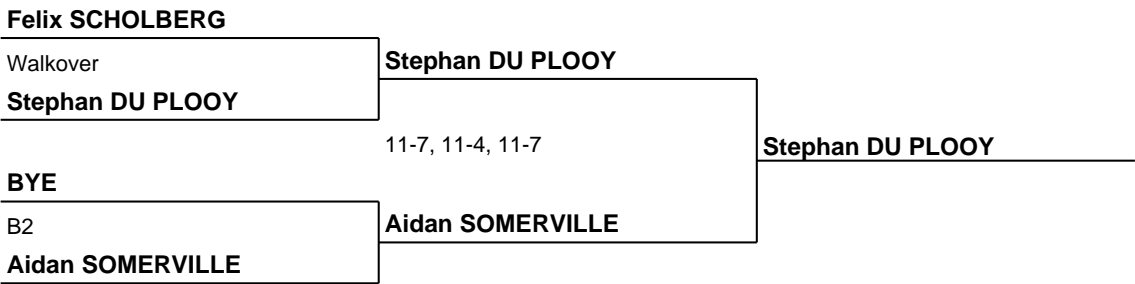 Felix SCHOLBERG
Walkover
Stephan DU PLOOY
Stephan DU PLOOY
11-7, 11-4, 11-7
Stephan DU PLOOY
BYE
B2
Aidan SOMERVILLE
Aidan SOMERVILLE